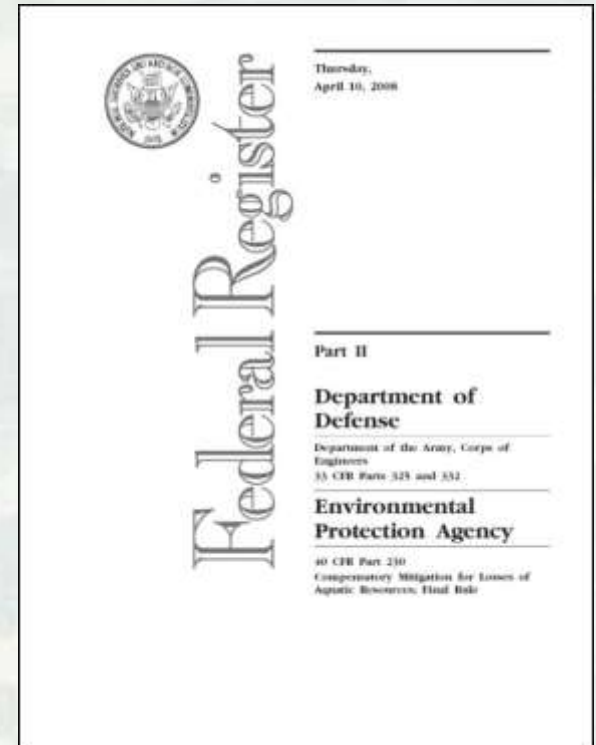 Federal Register
Thursday,
April 10, 2008
Part II
Department of
Defense
Department of the Army, Corps of
Engineers
33 CFR Parts 325 and 332
Environmental
Protection Agency
40 CFR Part 230
Compensatory Mitigation for Losses of
Aquatic Resources; Final Rule